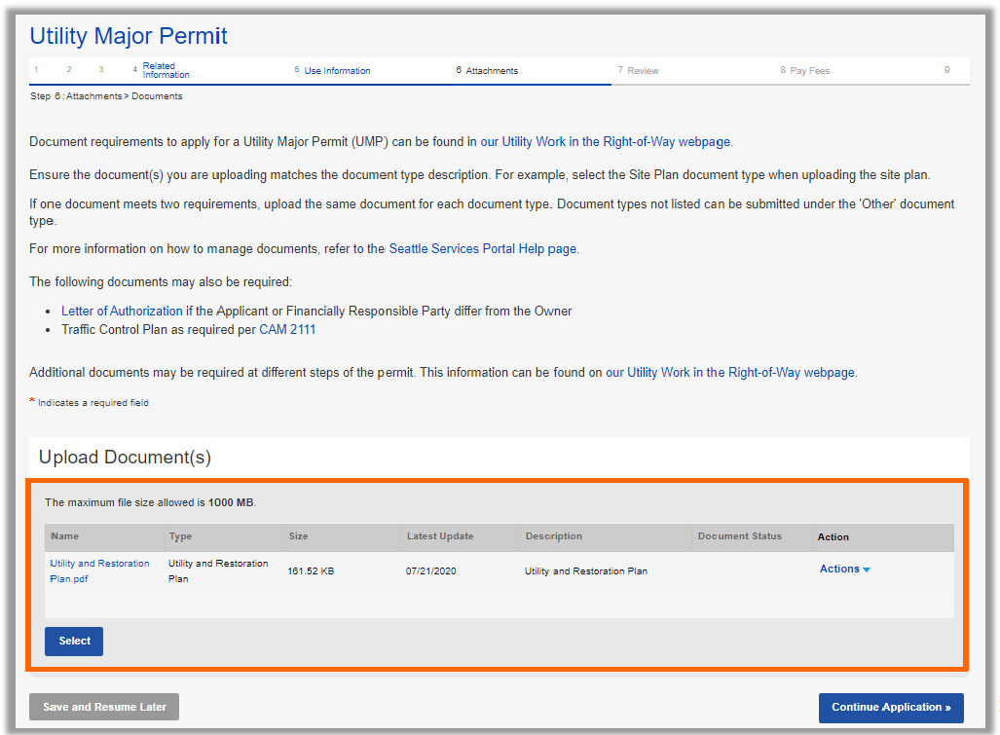 Utility Major Permit
1 2 3 4 Related Information 5 Use Information 6 Attachments 7 Review 8 Pay Fees 9
Step 6 : Attachments > Documents
Document requirements to apply for a Utility Major Permit (UMP) can be found in our Utility Work in the Right-of-Way webpage.
Ensure the document(s) you are uploading matches the document type description. For example, select the Site Plan document type when uploading the site plan.
If one document meets two requirements, upload the same document for each document type. Document types not listed can be submitted under the 'Other' document
type.
For more information on how to manage documents, refer to the Seattle Services Portal Help page.
The following documents may also be required:
• Letter of Authorization if the Applicant or Financially Responsible Party differ from the Owner
• Traffic Control Plan as required per CAM 2111
Additional documents may be required at different steps of the permit. This information can be found on our Utility Work in the Right-of-Way webpage.
* Indicates a required field
Upload Document(s)
The maximum file size allowed is 1000 MB.
Name Type Size Latest Update Description Document Status Action
Utility and Restoration Plan.pdf Utility and Restoration Plan 161.52 KB 07/21/2020 Utility and Restoration Plan Actions
Select
Save and Resume Later Continue Application »